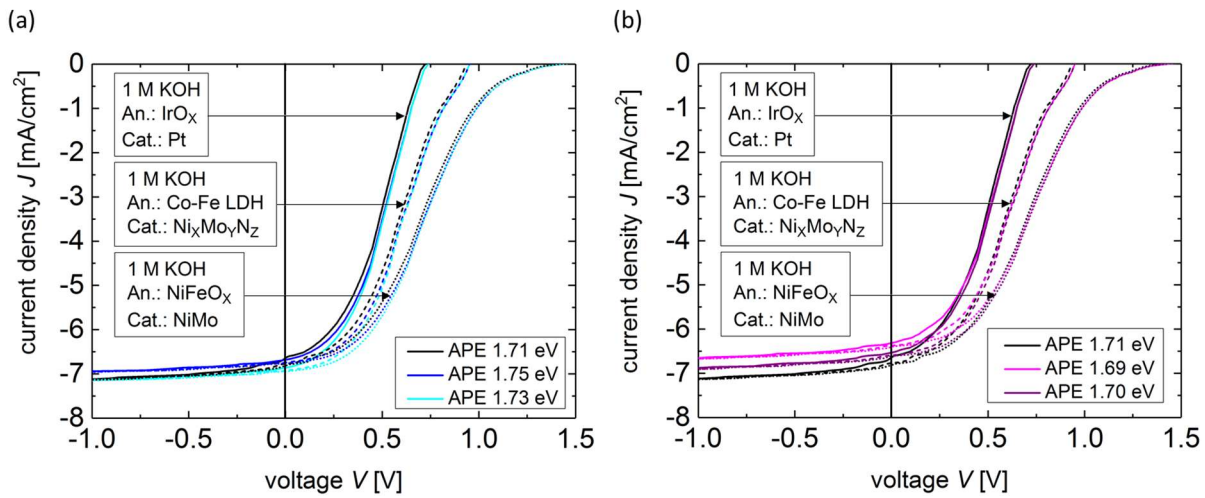 (a)
current density J [mA/cm²]
0
-1
-2
-3
-4
-5
-6
-7
-8
1 M KOH
An.: IrOₓ
Cat.: Pt
1 M KOH
An.: Co-Fe LDH
Cat.: NiₓMoᵧN_Z
1 M KOH
An.: NiFeOₓ
Cat.: NiMo
APE 1.71 eV
APE 1.75 eV
APE 1.73 eV
-1.0 -0.5 0.0 0.5 1.0 1.5
voltage V [V]
(b)
current density J [mA/cm²]
0
-1
-2
-3
-4
-5
-6
-7
-8
1 M KOH
An.: IrOₓ
Cat.: Pt
1 M KOH
An.: Co-Fe LDH
Cat.: NiₓMoᵧN_Z
1 M KOH
An.: NiFeOₓ
Cat.: NiMo
APE 1.71 eV
APE 1.69 eV
APE 1.70 eV
-1.0 -0.5 0.0 0.5 1.0 1.5
voltage V [V]